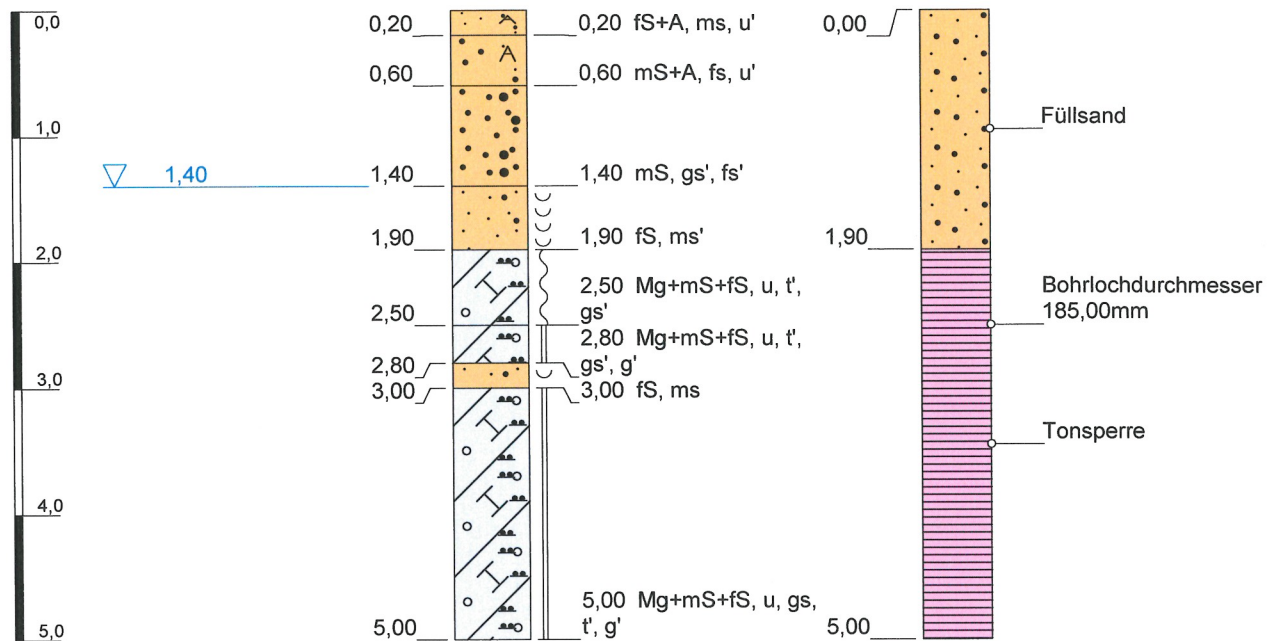 0,0
1,0
2,0
3,0
4,0
5,0
1,40
0,20
0,60
1,40
1,90
2,50
2,80
3,00
5,00
0,20 fS+A, ms, u'
0,60 mS+A, fs, u'
1,40 mS, gs', fs'
1,90 fS, ms'
2,50 Mg+mS+fS, u, t',
gs'
2,80 Mg+mS+fS, u, t',
gs', g'
3,00 fS, ms
5,00 Mg+mS+fS, u, gs,
t', g'
A
A
0,00
1,90
5,00
Füllsand
Bohrlochdurchmesser
185,00mm
Tonsperre